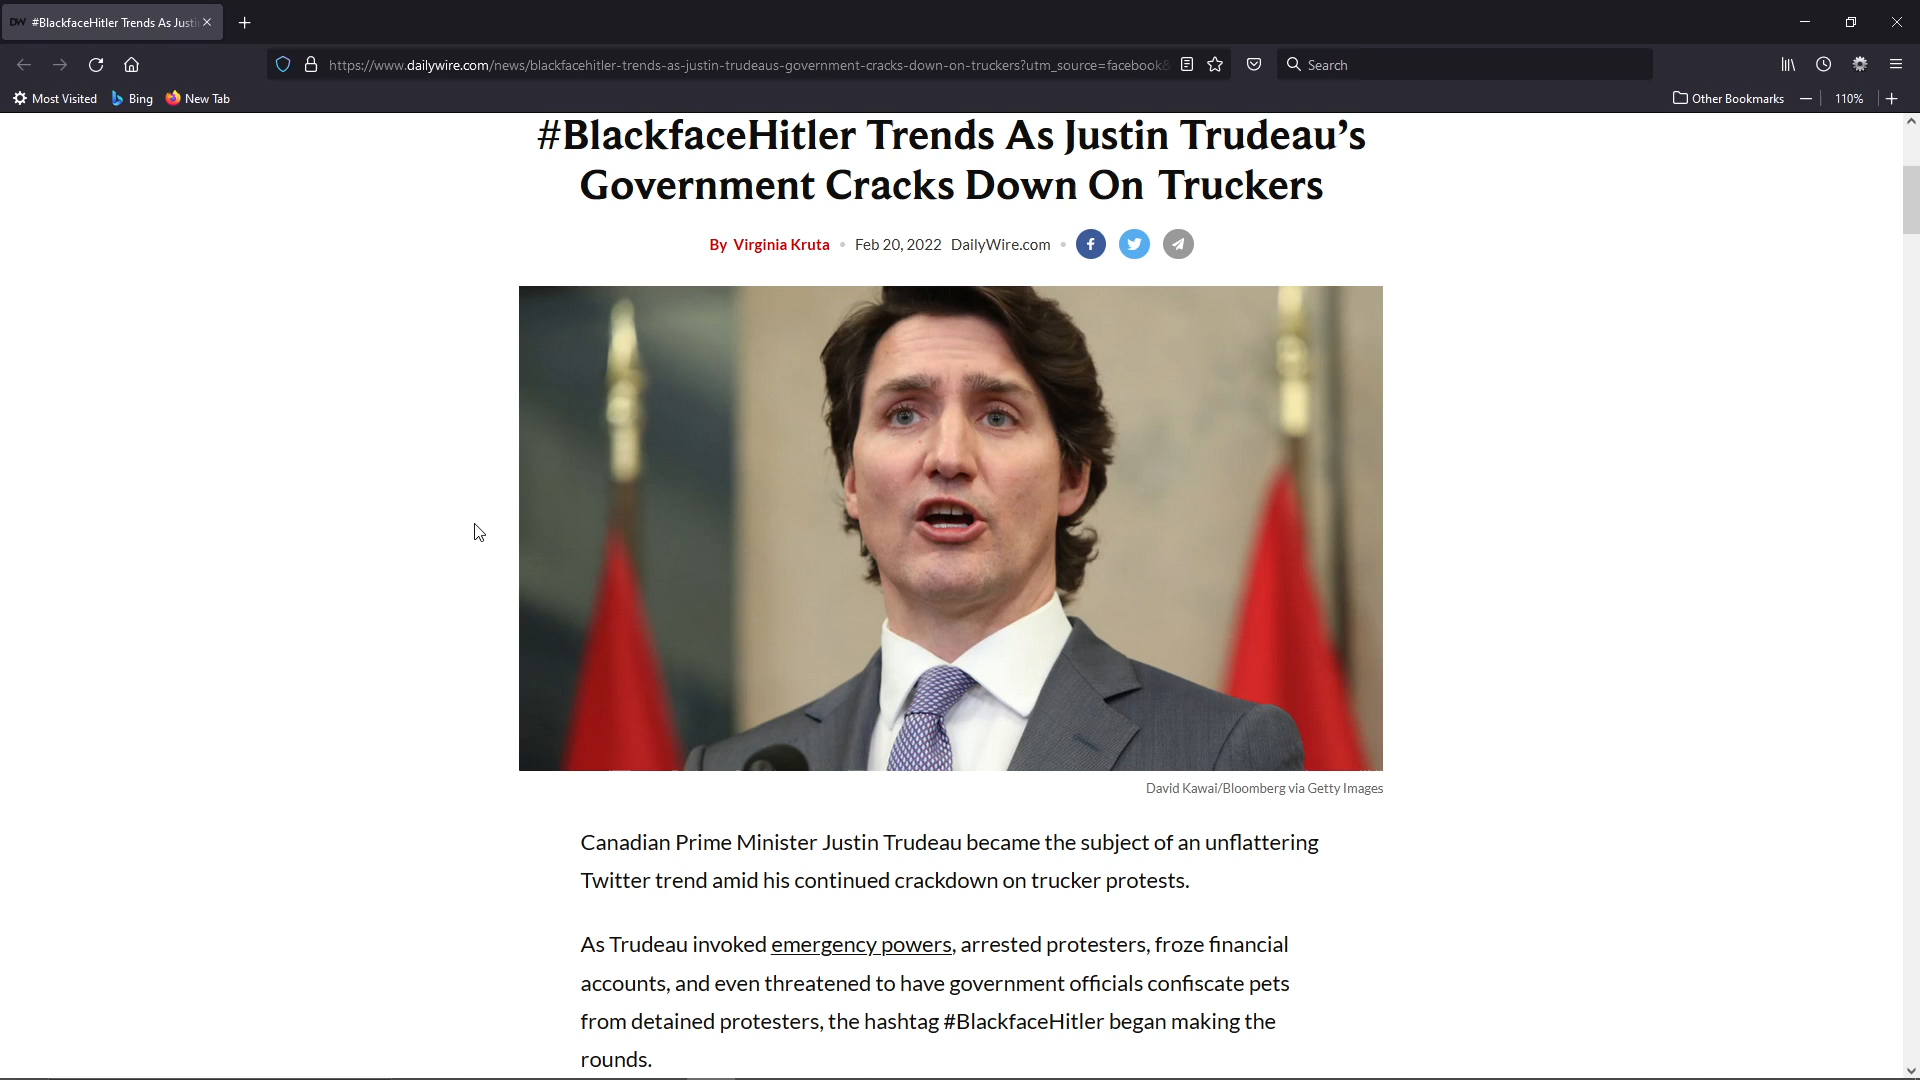 #BlackfaceHitler Trends As Justi
https://www.dailywire.com/news/blackfacehitler-trends-as-justin-trudeaus-government-cracks-down-on-truckers?utm_source=facebook&
Search
Most Visited Bing New Tab Other Bookmarks 110%
#BlackfaceHitler Trends As Justin Trudeau’s
Government Cracks Down On Truckers
By Virginia Kruta • Feb 20, 2022 DailyWire.com •
David Kawai/Bloomberg via Getty Images
Canadian Prime Minister Justin Trudeau became the subject of an unflattering
Twitter trend amid his continued crackdown on trucker protests.
As Trudeau invoked emergency powers, arrested protesters, froze financial
accounts, and even threatened to have government officials confiscate pets
from detained protesters, the hashtag #BlackfaceHitler began making the
rounds.